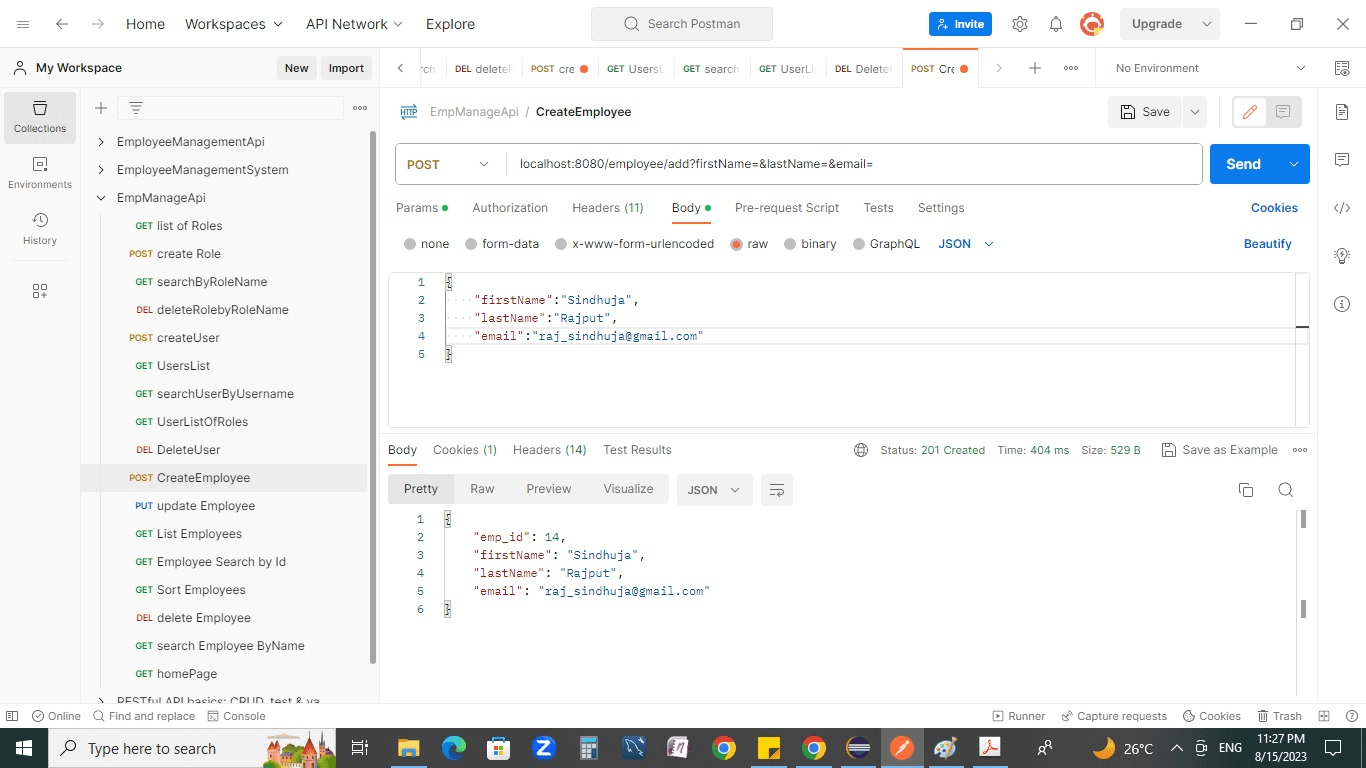 Home Workspaces API Network Explore Search Postman Invite Upgrade
My Workspace New Import
DEL delete POST cre GET UsersL GET search GET UserLi DEL Delete POST Cre No Environment
Collections
Environments
History
EmployeeManagementApi
EmployeeManagementSystem
EmpManageApi
GET list of Roles
POST create Role
GET searchByRoleName
DEL deleteRolebyRoleName
POST createUser
GET UsersList
GET searchUserByUsername
GET UserListOfRoles
DEL DeleteUser
POST CreateEmployee
PUT update Employee
GET List Employees
GET Employee Search by Id
GET Sort Employees
DEL delete Employee
GET search Employee ByName
GET homePage
RESTful API basics: CRUD, test & va
HTTP EmpManageApi / CreateEmployee Save
POST localhost:8080/employee/add?firstName=&lastName=&email= Send
Params Authorization Headers (11) Body Pre-request Script Tests Settings Cookies
none form-data x-www-form-urlencoded raw binary GraphQL JSON Beautify
1 {
2 "firstName":"Sindhuja",
3 "lastName":"Rajput",
4 "email":"raj_sindhuja@gmail.com"
5 }
Body Cookies (1) Headers (14) Test Results Status: 201 Created Time: 404 ms Size: 529 B Save as Example
Pretty Raw Preview Visualize JSON
1 {
2 "emp_id": 14,
3 "firstName": "Sindhuja",
4 "lastName": "Rajput",
5 "email": "raj_sindhuja@gmail.com"
6 }
Online Find and replace Console Runner Capture requests Cookies Trash
Type here to search 26°C ENG 11:27 PM
8/15/2023